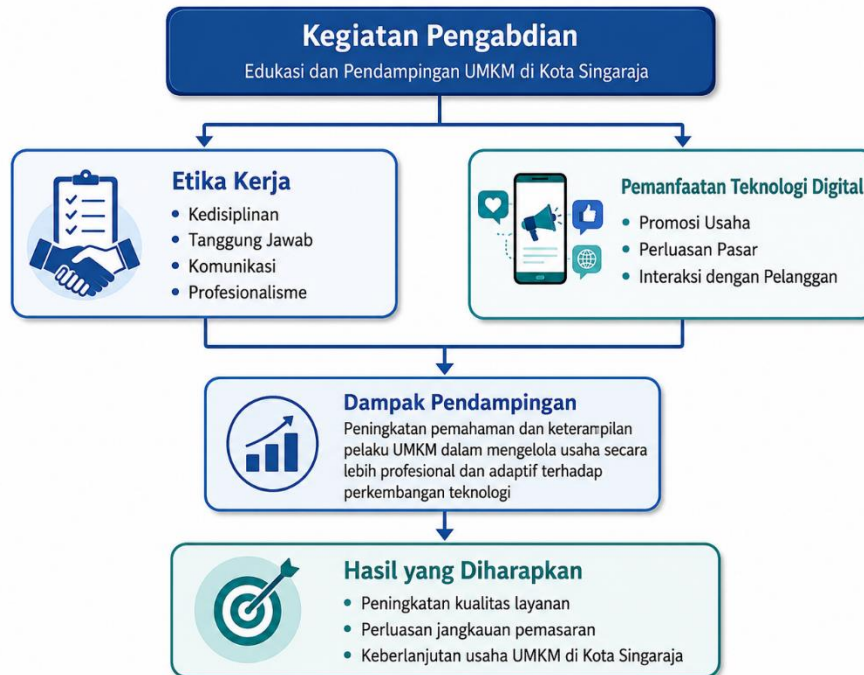 Kegiatan Pengabdian
Edukasi dan Pendampingan UMKM di Kota Singaraja
Etika Kerja
• Kedisiplinan
• Tanggung Jawab
• Komunikasi
• Profesionalisme
Pemanfaatan Teknologi Digital
• Promosi Usaha
• Perluasan Pasar
• Interaksi dengan Pelanggan
Dampak Pendampingan
Peningkatan pemahaman dan keterampilan
pelaku UMKM dalam mengelola usaha secara
lebih profesional dan adaptif terhadap
perkembangan teknologi
Hasil yang Diharapkan
• Peningkatan kualitas layanan
• Perluasan jangkauan pemasaran
• Keberlanjutan usaha UMKM di Kota Singaraja